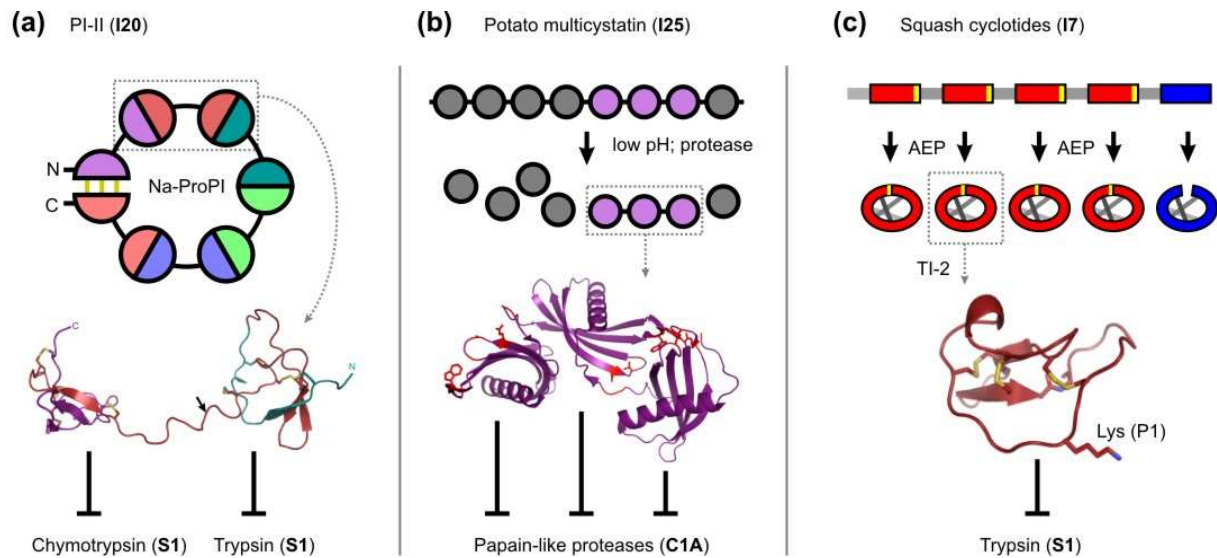 (a) PI-II (I20)
N
C
Na-ProPI
C
N
Chymotrypsin (S1)
Trypsin (S1)
(b) Potato multicystatin (I25)
low pH; protease
Papain-like proteases (C1A)
(c) Squash cyclotides (I7)
AEP
AEP
TI-2
Lys (P1)
Trypsin (S1)